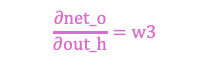 ∂net_o/∂out_h = w3